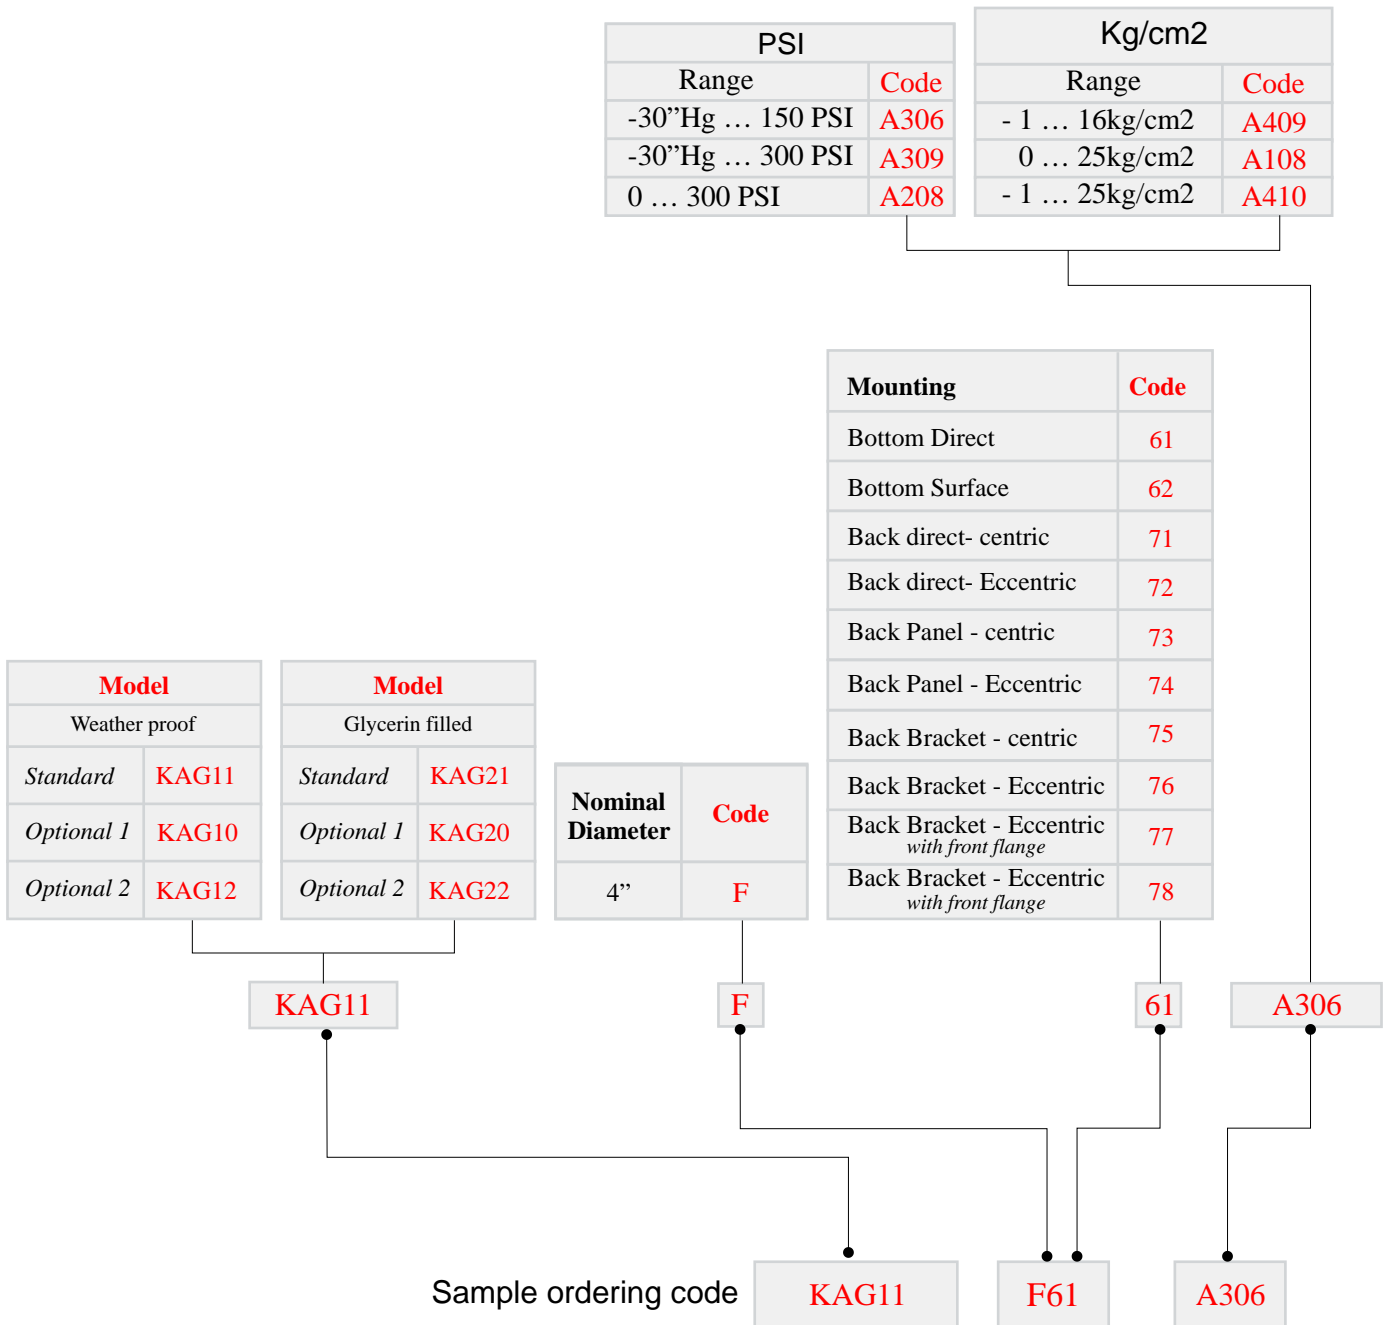 PSI
Range Code
-30”Hg … 150 PSI A306
-30”Hg … 300 PSI A309
0 … 300 PSI A208
Kg/cm2
Range Code
- 1 … 16kg/cm2 A409
0 … 25kg/cm2 A108
- 1 … 25kg/cm2 A410
Mounting Code
Bottom Direct 61
Bottom Surface 62
Back direct- centric 71
Back direct- Eccentric 72
Back Panel - centric 73
Back Panel - Eccentric 74
Back Bracket - centric 75
Back Bracket - Eccentric 76
Back Bracket - Eccentric 77
with front flange
Back Bracket - Eccentric 78
with front flange
Model
Weather proof
Standard KAG11
Optional 1 KAG10
Optional 2 KAG12
Model
Glycerin filled
Standard KAG21
Optional 1 KAG20
Optional 2 KAG22
Nominal
Diameter
Code
4” F
KAG11 F 61 A306
Sample ordering code KAG11 F61 A306